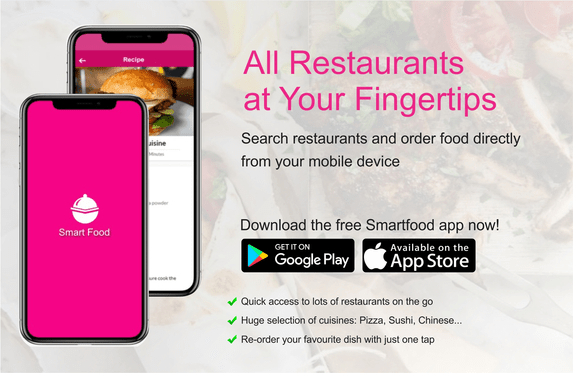 Recipe
uisine
Minutes
a powder
sure cook the
Smart Food
All Restaurants
at Your Fingertips
Search restaurants and order food directly
from your mobile device
Download the free Smartfood app now!
GET IT ON
Google Play
Available on the
App Store
Quick access to lots of restaurants on the go
Huge selection of cuisines: Pizza, Sushi, Chinese...
Re-order your favourite dish with just one tap